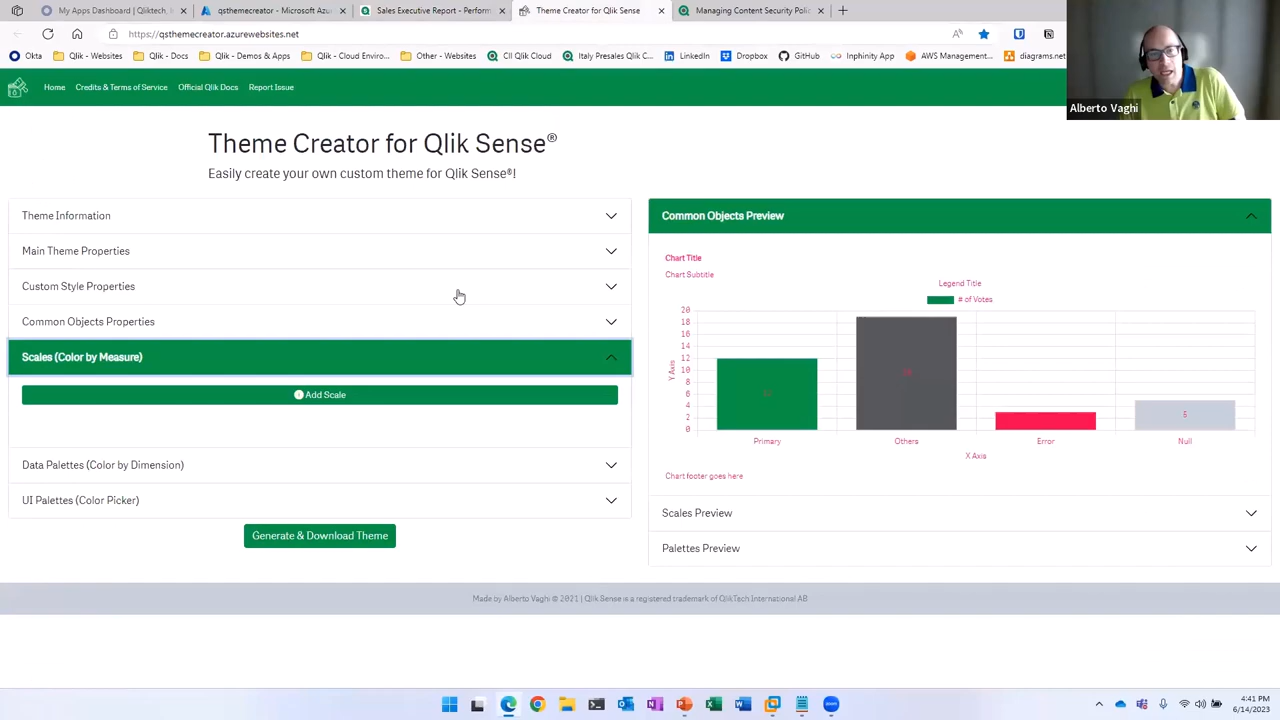 My Apps Dashboard | Qliktech, I
qsthemecreator - Microsoft Azu
Sales Executive Report - Perform
Theme Creator for Qlik Sense
Managing Content Security Polic
https://qsthemecreator.azurewebsites.net
Okta
Qlik - Websites
Qlik - Docs
Qlik - Demos & Apps
Qlik - Cloud Enviro...
Other - Websites
CII Qlik Cloud
Italy Presales Qlik C...
LinkedIn
Dropbox
GitHub
Inphinity App
AWS Management...
diagrams.net
Alberto Vaghi
Home
Credits & Terms of Service
Official Qlik Docs
Report Issue
Theme Creator for Qlik Sense®
Easily create your own custom theme for Qlik Sense®!
Theme Information
Main Theme Properties
Custom Style Properties
Common Objects Properties
Scales (Color by Measure)
Add Scale
Data Palettes (Color by Dimension)
UI Palettes (Color Picker)
Generate & Download Theme
Common Objects Preview
Chart Title
Chart Subtitle
Legend Title
# of Votes
20
18
16
14
12
10
8
6
4
2
0
Y Axis
5
Primary
Others
Error
Null
X Axis
Chart footer goes here
Scales Preview
Palettes Preview
Made by Alberto Vaghi © 2021 | Qlik Sense is a registered trademark of QlikTech International AB
4:41 PM
6/14/2023